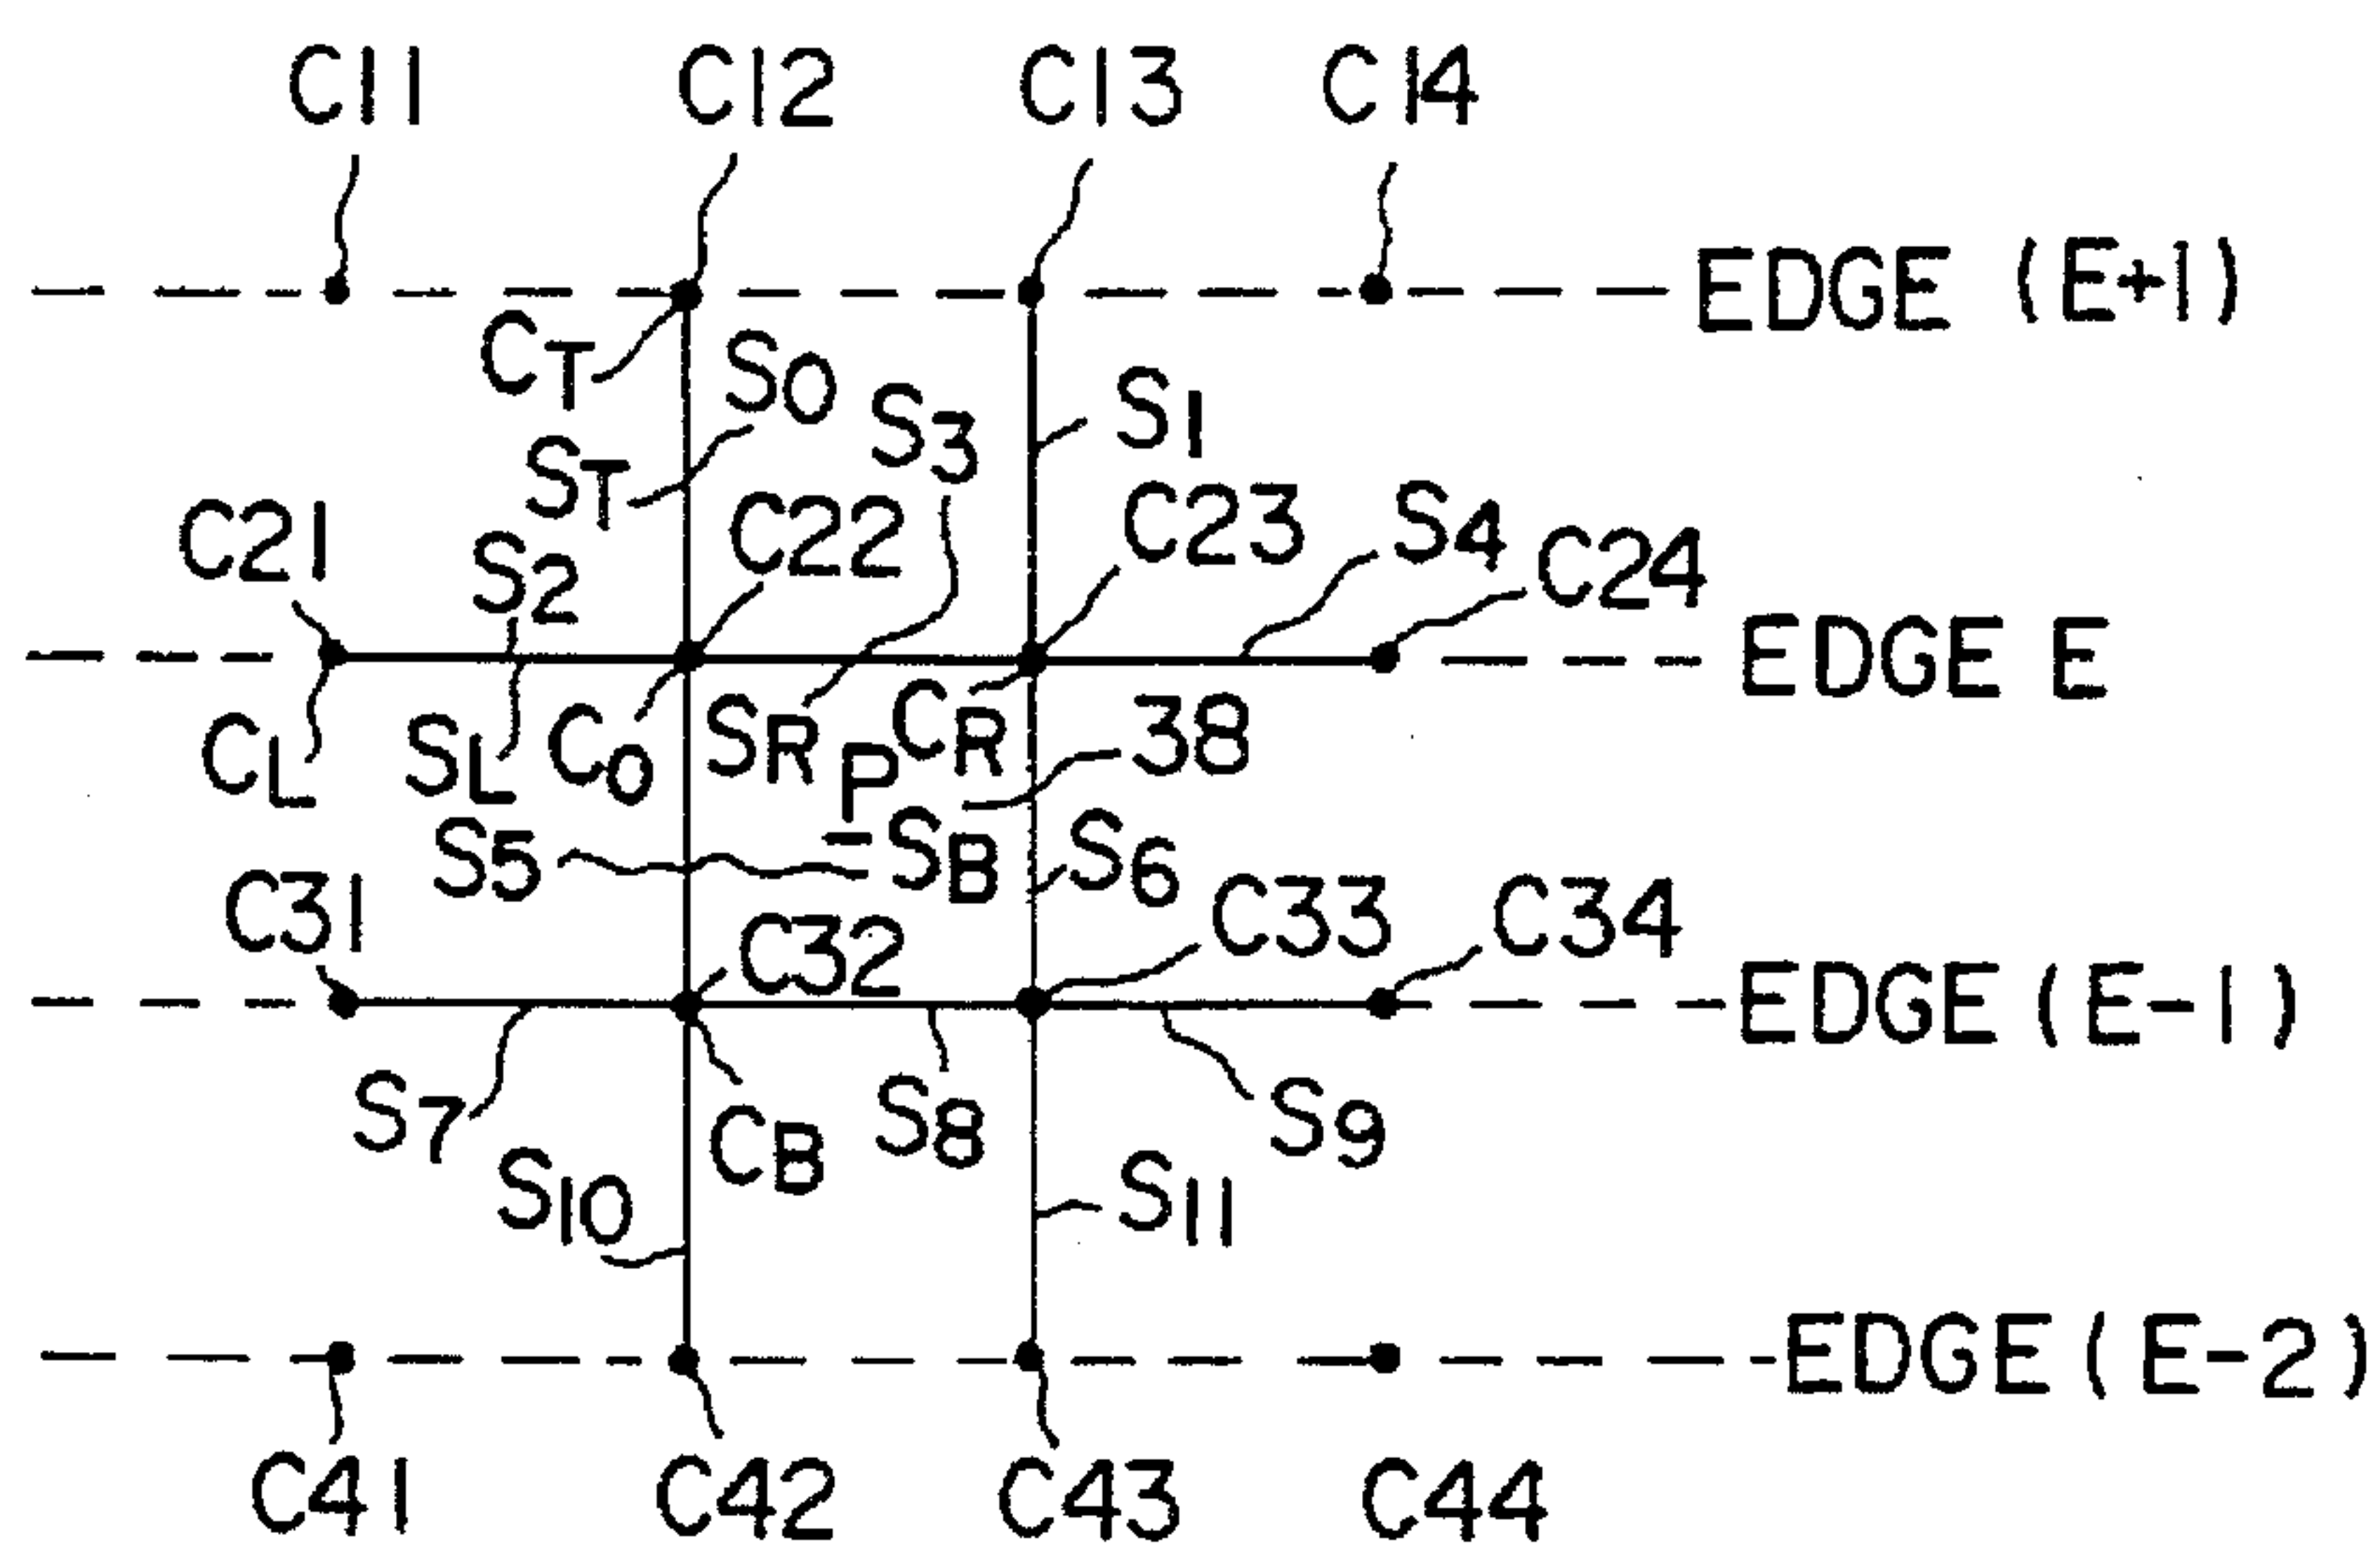 C11 C12 C13 C14
EDGE (E+1)
CT S0 S3 S1
ST C22 C23 S4 C24
C21 S2
EDGE E
CL SL C0 SR CR 38
P
S5 SB S6
C31 C32 C33 C34
EDGE (E-1)
S7 CB S8 S9
S10 S11
EDGE (E-2)
C41 C42 C43 C44